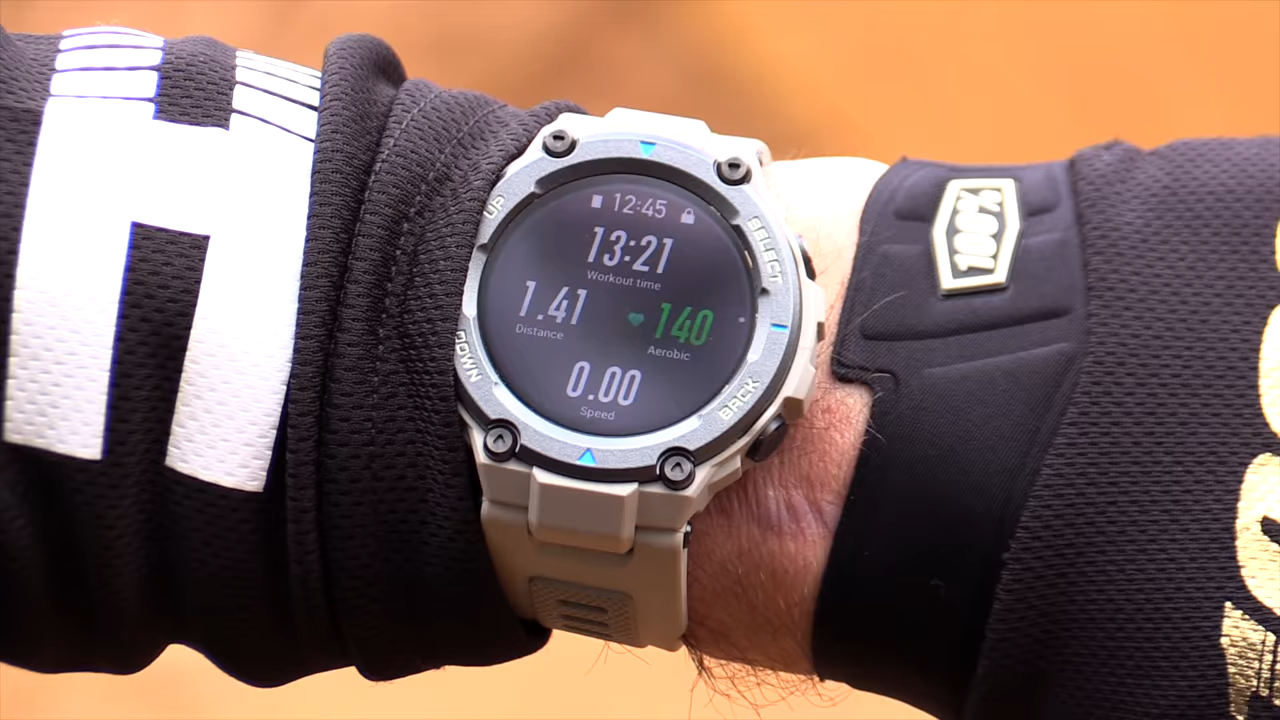 H
UP
SELECT
12:45
13:21
Workout time
1.41
Distance
140
Aerobic
0.00
Speed
DOWN
BACK
100%